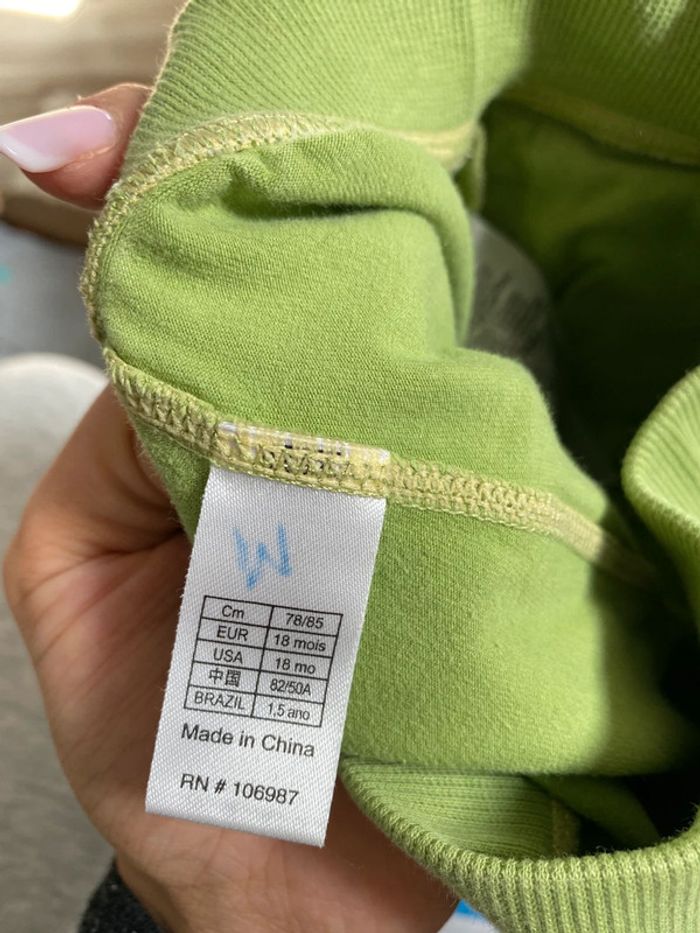 M
Cm 78/85
EUR 18 mois
USA 18 mo
中国 82/50A
BRAZIL 1,5 ano
Made in China
RN # 106987